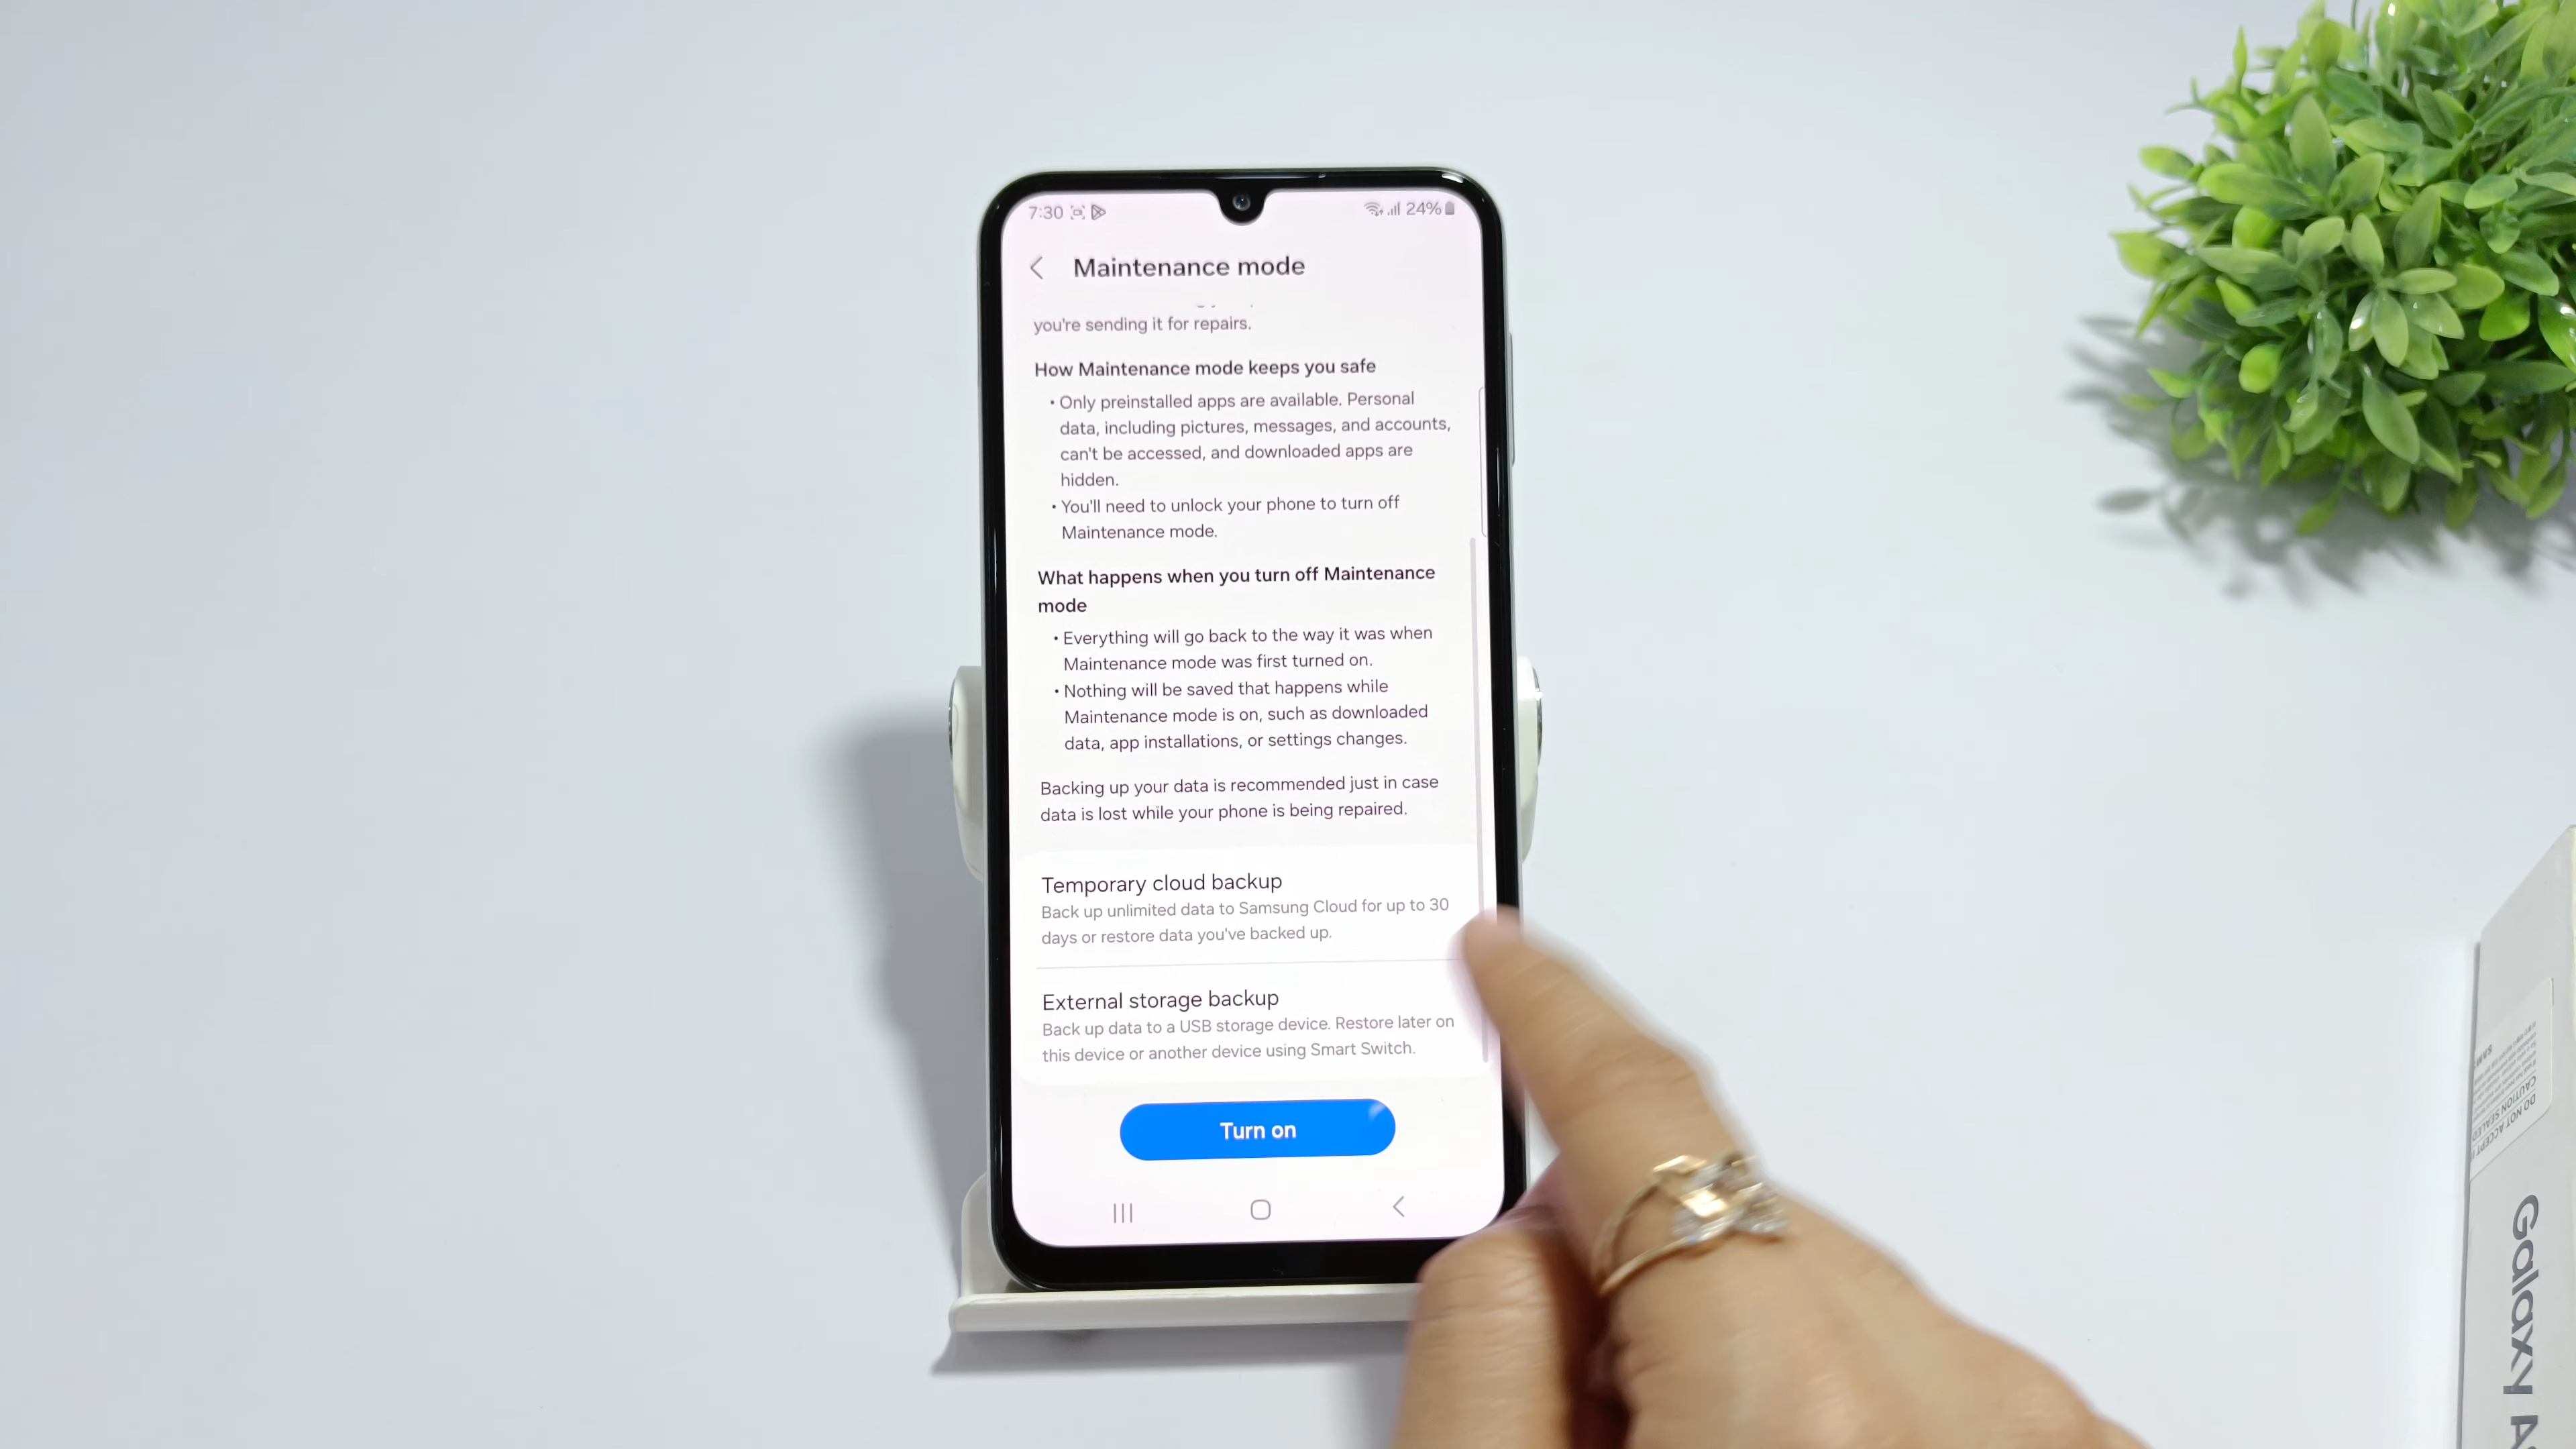 7:30
24%
Maintenance mode
you're sending it for repairs.
How Maintenance mode keeps you safe
• Only preinstalled apps are available. Personal
data, including pictures, messages, and accounts,
can't be accessed, and downloaded apps are
hidden.
• You'll need to unlock your phone to turn off
Maintenance mode.
What happens when you turn off Maintenance
mode
• Everything will go back to the way it was when
Maintenance mode was first turned on.
• Nothing will be saved that happens while
Maintenance mode is on, such as downloaded
data, app installations, or settings changes.
Backing up your data is recommended just in case
data is lost while your phone is being repaired.
Temporary cloud backup
Back up unlimited data to Samsung Cloud for up to 30
days or restore data you've backed up.
External storage backup
Back up data to a USB storage device. Restore later on
this device or another device using Smart Switch.
Turn on
Galaxy A
DO NOT ACCEPT
CAUTION SEALED